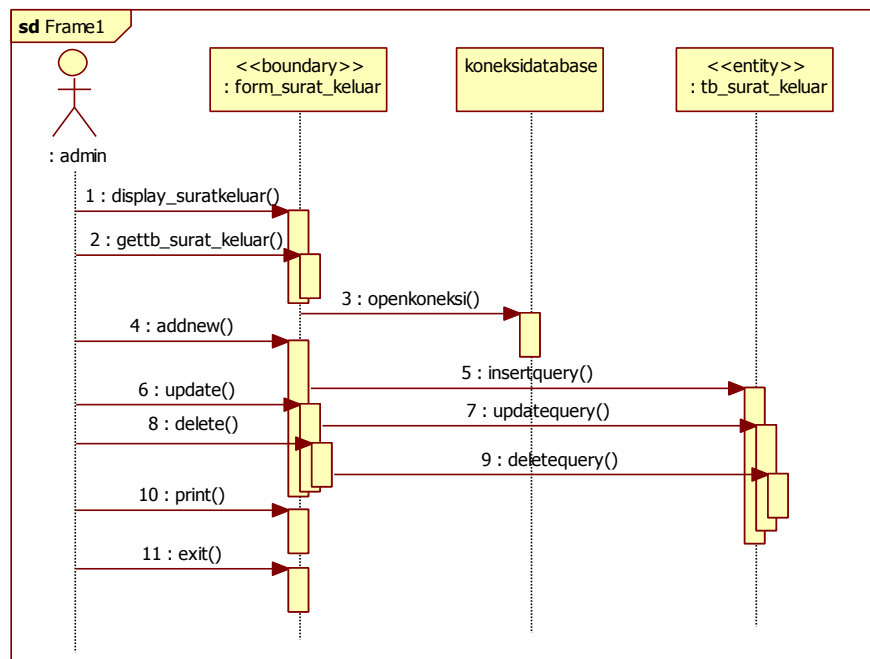 sd Frame1
<<boundary>>
: form_surat_keluar
koneksidatabase
<<entity>>
: tb_surat_keluar
: admin
1 : display_suratkeluar()
2 : gettb_surat_keluar()
3 : openkoneksi()
4 : addnew()
5 : insertquery()
6 : update()
7 : updatequery()
8 : delete()
9 : deletequery()
10 : print()
11 : exit()